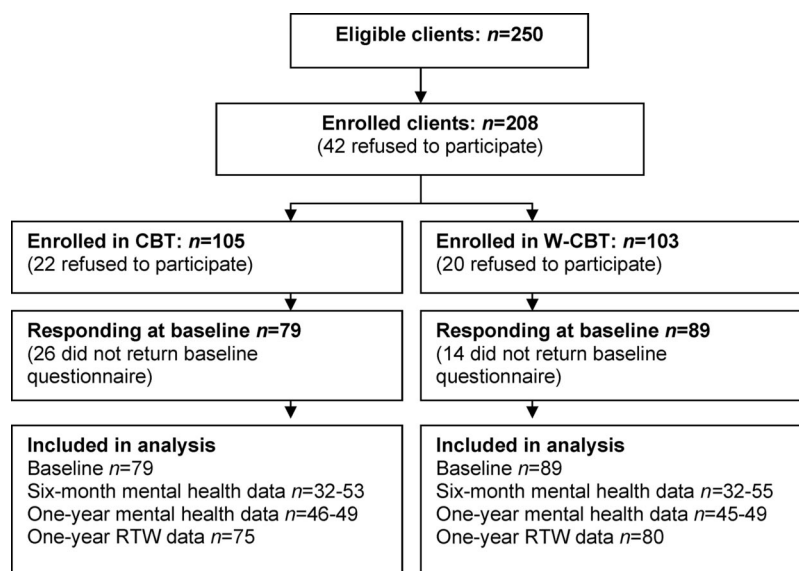 Eligible clients: n=250
Enrolled clients: n=208
(42 refused to participate)
Enrolled in CBT: n=105
(22 refused to participate)
Enrolled in W-CBT: n=103
(20 refused to participate)
Responding at baseline n=79
(26 did not return baseline
questionnaire)
Responding at baseline n=89
(14 did not return baseline
questionnaire)
Included in analysis
Baseline n=79
Six-month mental health data n=32-53
One-year mental health data n=46-49
One-year RTW data n=75
Included in analysis
Baseline n=89
Six-month mental health data n=32-55
One-year mental health data n=45-49
One-year RTW data n=80